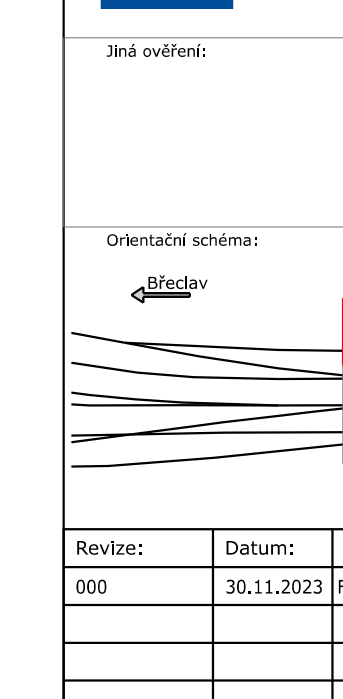 Jiná ověření:
Orientační schéma:
Břeclav
Revize: Datum:
000 30.11.2023